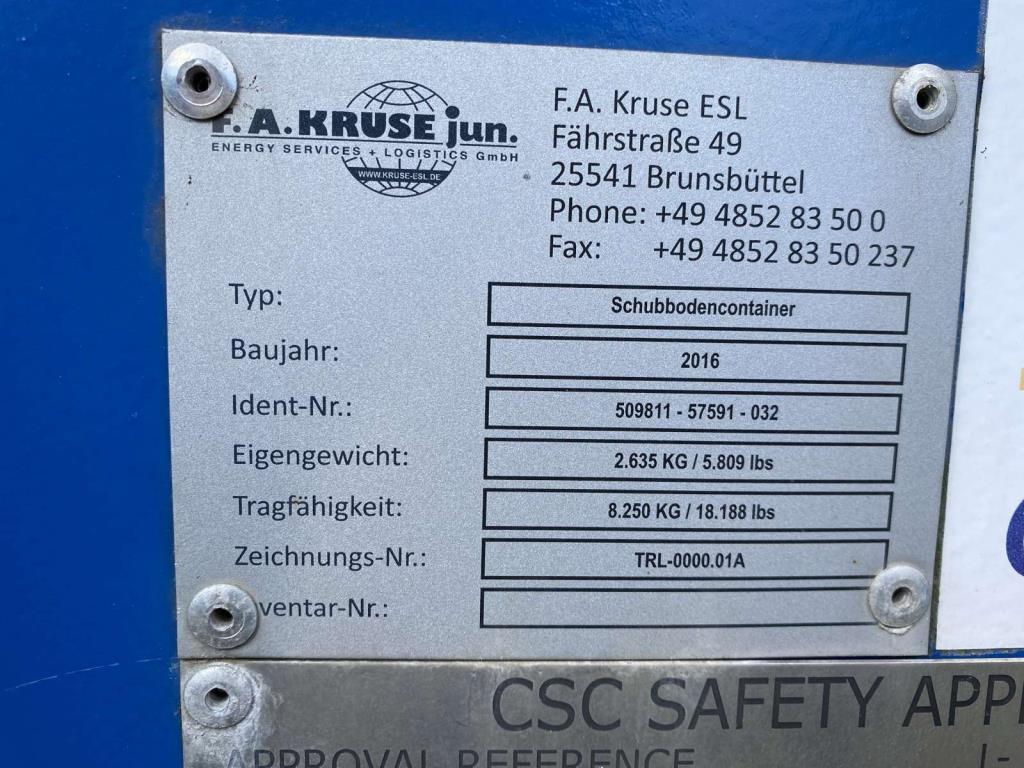 F. A. KRUSE jun.
ENERGY SERVICES + LOGISTICS GmbH
WWW.KRUSE-ESL.DE
F.A. Kruse ESL
Fährstraße 49
25541 Brunsbüttel
Phone: +49 4852 83 50 0
Fax: +49 4852 83 50 237
Typ: Schubbodencontainer
Baujahr: 2016
Ident-Nr.: 509811 - 57591 - 032
Eigengewicht: 2.635 KG / 5.809 lbs
Tragfähigkeit: 8.250 KG / 18.188 lbs
Zeichnungs-Nr.: TRL-0000.01A
ventar-Nr.:
CSC SAFETY APP
APPROVAL REFERENCE